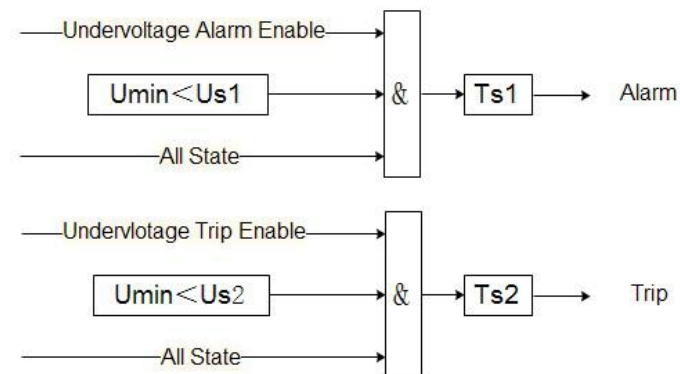 Undervoltage Alarm Enable
Umin＜Us1
&
Ts1
Alarm
All State
Undervlotage Trip Enable
Umin＜Us2
&
Ts2
Trip
All State